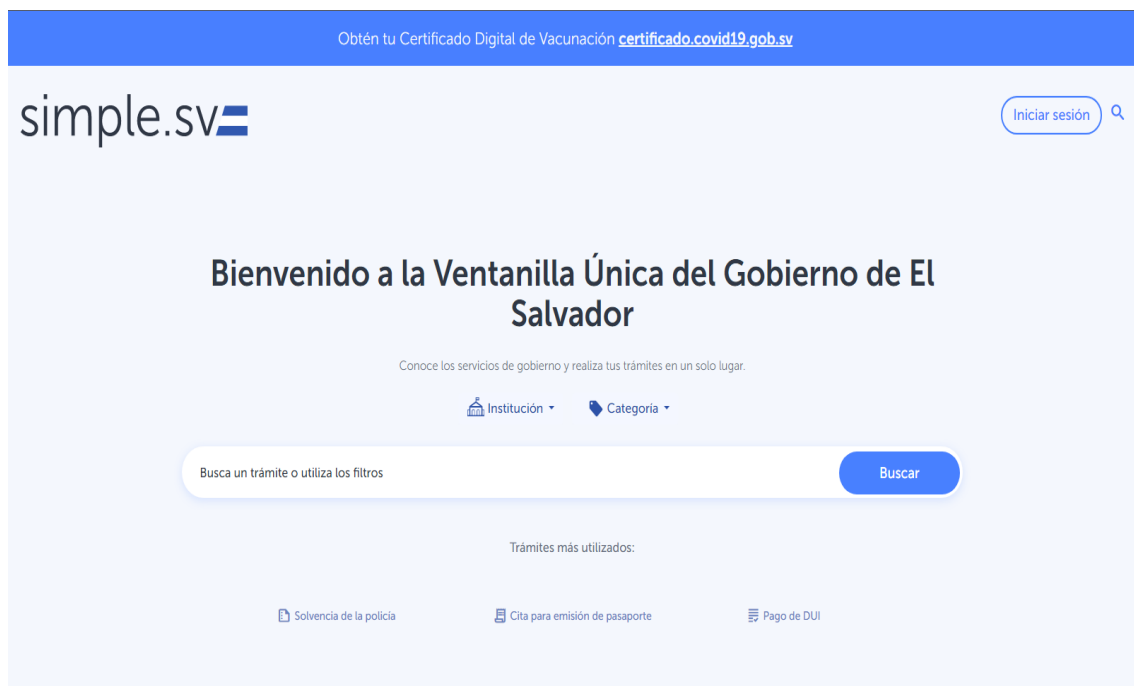 Obtén tu Certificado Digital de Vacunación certificado.covid19.gob.sv
simple.sv
Iniciar sesión
Bienvenido a la Ventanilla Única del Gobierno de El
Salvador
Conoce los servicios de gobierno y realiza tus trámites en un solo lugar.
Institución
Categoría
Busca un trámite o utiliza los filtros
Buscar
Trámites más utilizados:
Solvencia de la policía
Cita para emisión de pasaporte
Pago de DUI